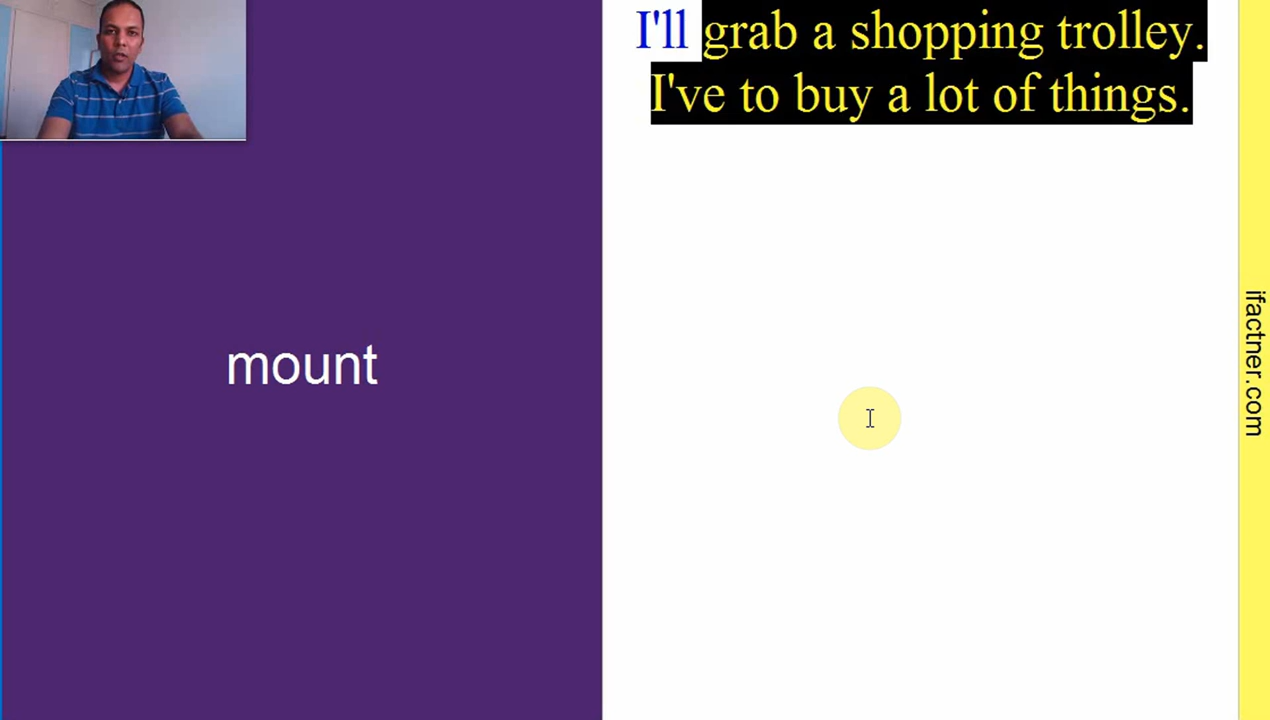 I'll grab a shopping trolley.
I've to buy a lot of things.
mount
ifactner.com